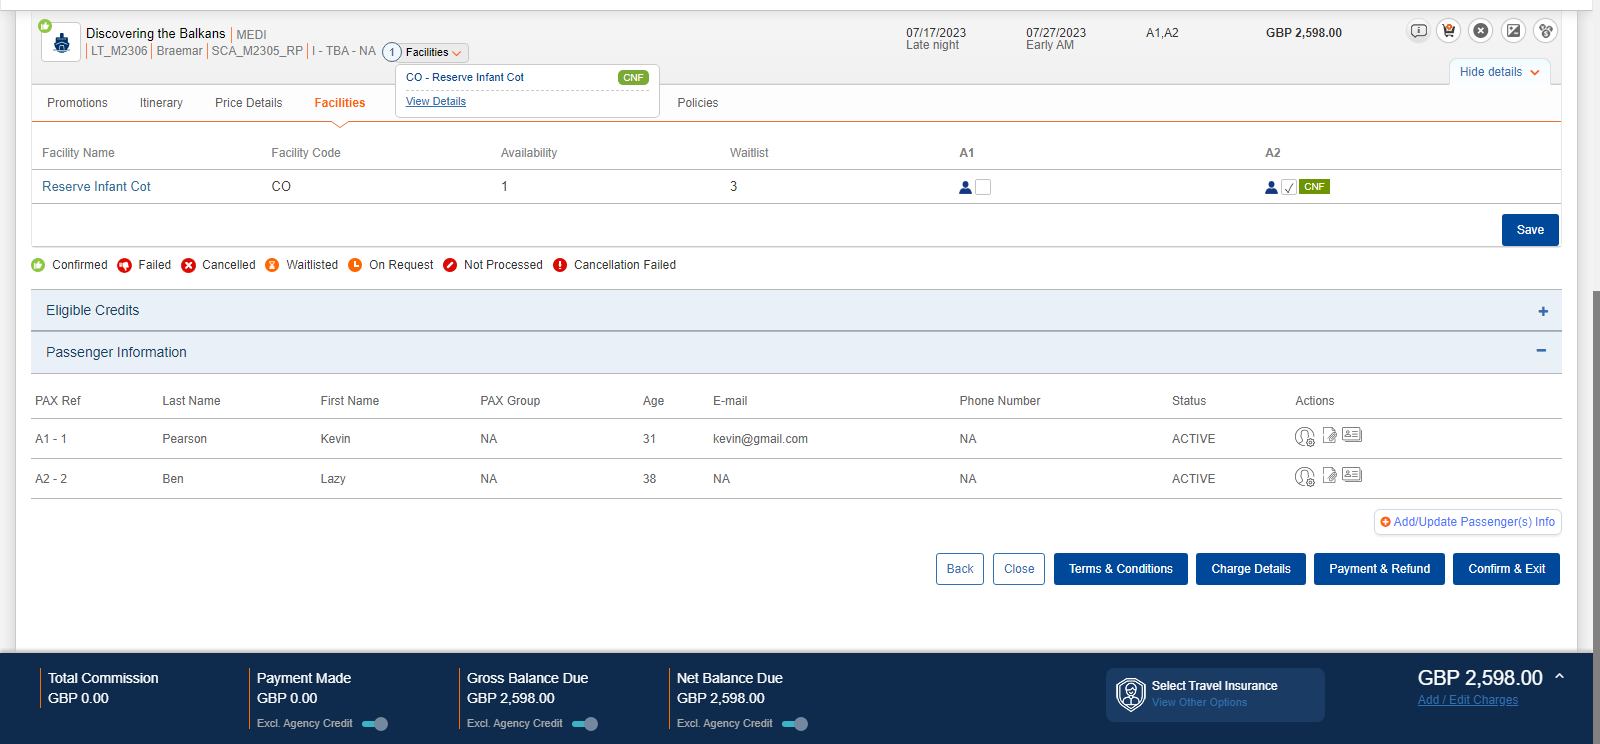 Discovering the Balkans | MEDI
LT_M2306 | Braemar | SCA_M2305_RP | I - TBA - NA 1 Facilities
07/17/2023 07/27/2023 A1,A2 GBP 2,598.00
Late night Early AM
Hide details
CO - Reserve Infant Cot CNF
View Details
Promotions Itinerary Price Details Facilities Policies
Facility Name Facility Code Availability Waitlist A1 A2
Reserve Infant Cot CO 1 3 CNF
Save
Confirmed Failed Cancelled Waitlisted On Request Not Processed Cancellation Failed
Eligible Credits +
Passenger Information −
PAX Ref Last Name First Name PAX Group Age E-mail Phone Number Status Actions
A1 - 1 Pearson Kevin NA 31 kevin@gmail.com NA ACTIVE
A2 - 2 Ben Lazy NA 38 NA NA ACTIVE
Add/Update Passenger(s) Info
Back Close Terms & Conditions Charge Details Payment & Refund Confirm & Exit
Total Commission Payment Made Gross Balance Due Net Balance Due
GBP 0.00 GBP 0.00 GBP 2,598.00 GBP 2,598.00
Excl. Agency Credit Excl. Agency Credit Excl. Agency Credit
Select Travel Insurance
View Other Options
GBP 2,598.00
Add / Edit Charges